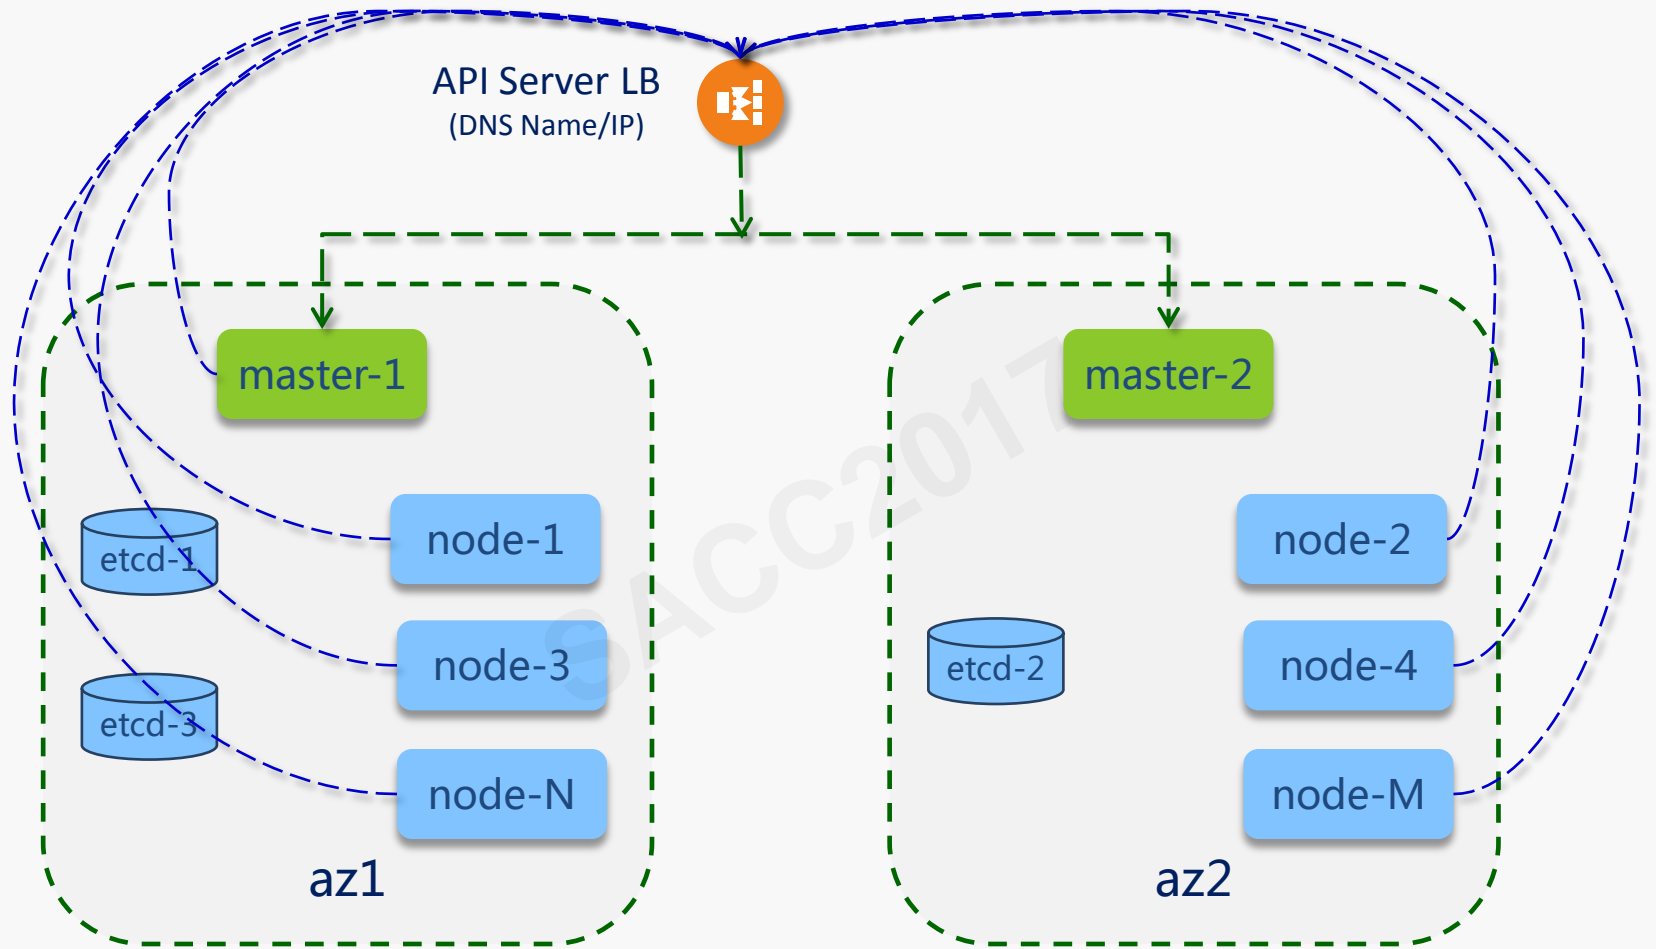 API Server LB
(DNS Name/IP)
master-1
master-2
node-1
node-2
etcd-1
node-3
etcd-2
node-4
etcd-3
node-N
node-M
az1
az2
SACC2017